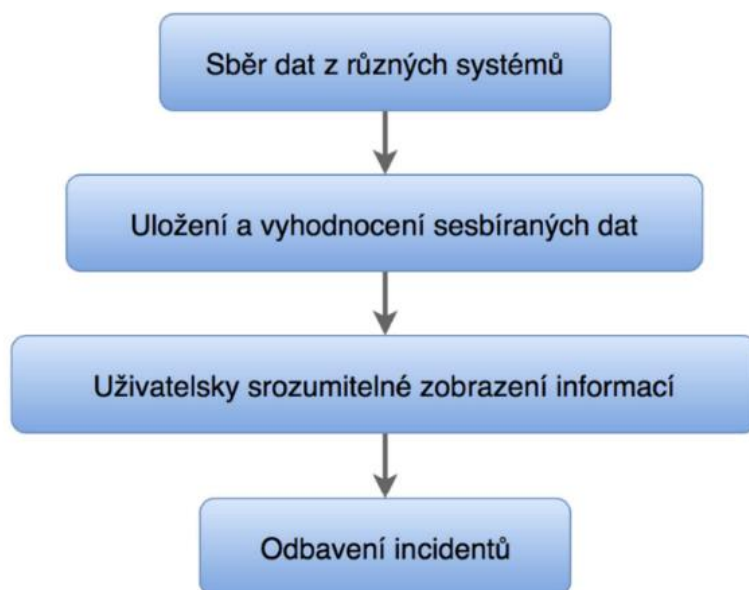 Sběr dat z různých systémů
Uložení a vyhodnocení sesbíraných dat
Uživatelsky srozumitelné zobrazení informací
Odbavení incidentů